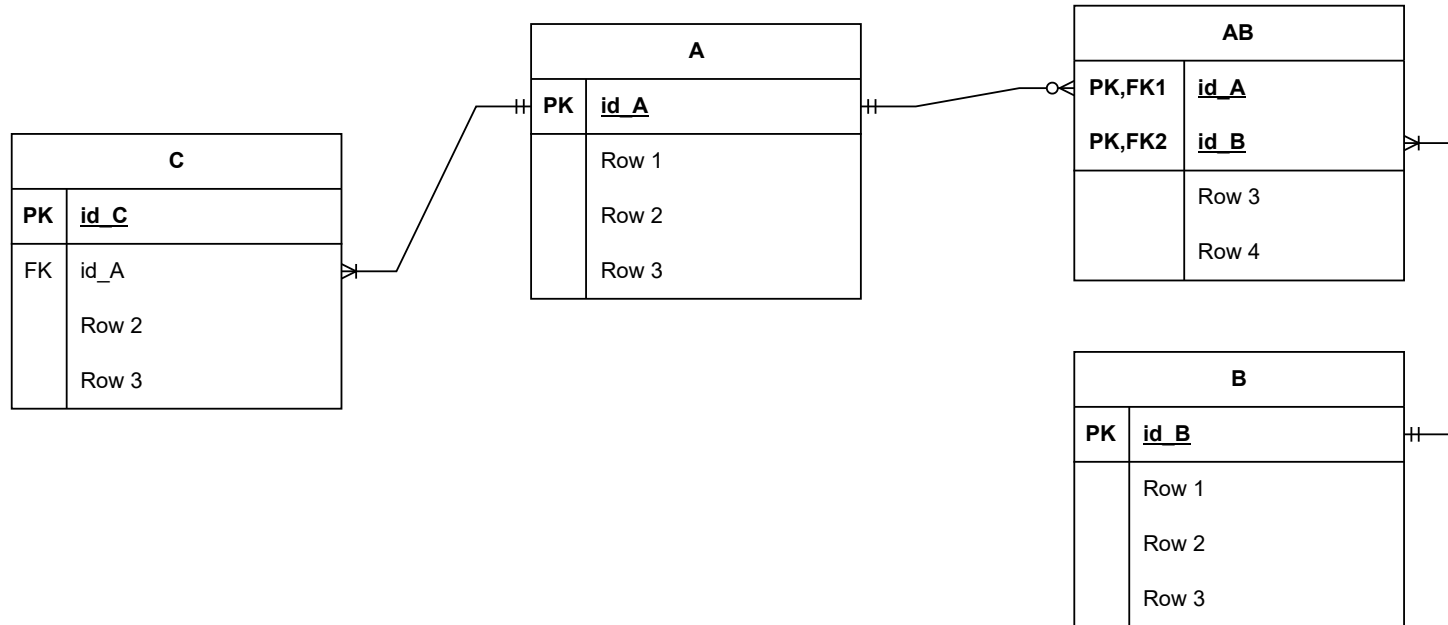 C
PK id_C
FK id_A
Row 2
Row 3
A
PK id_A
Row 1
Row 2
Row 3
AB
PK,FK1 id_A
PK,FK2 id_B
Row 3
Row 4
B
PK id_B
Row 1
Row 2
Row 3